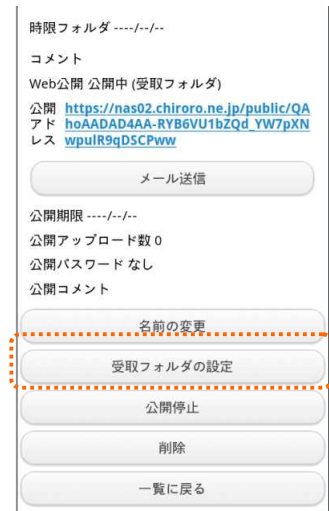 時限フォルダ ----/--/--
コメント
Web公開 公開中 (受取フォルダ)
公開 https://nas02.chiroro.ne.jp/public/QA
アド hoAADAD4AA-RYB6VU1bZQd_YW7pXN
レス wpulR9qDSCPww
メール送信
公開期限 ----/--/--
公開アップロード数 0
公開パスワード なし
公開コメント
名前の変更
受取フォルダの設定
公開停止
削除
一覧に戻る